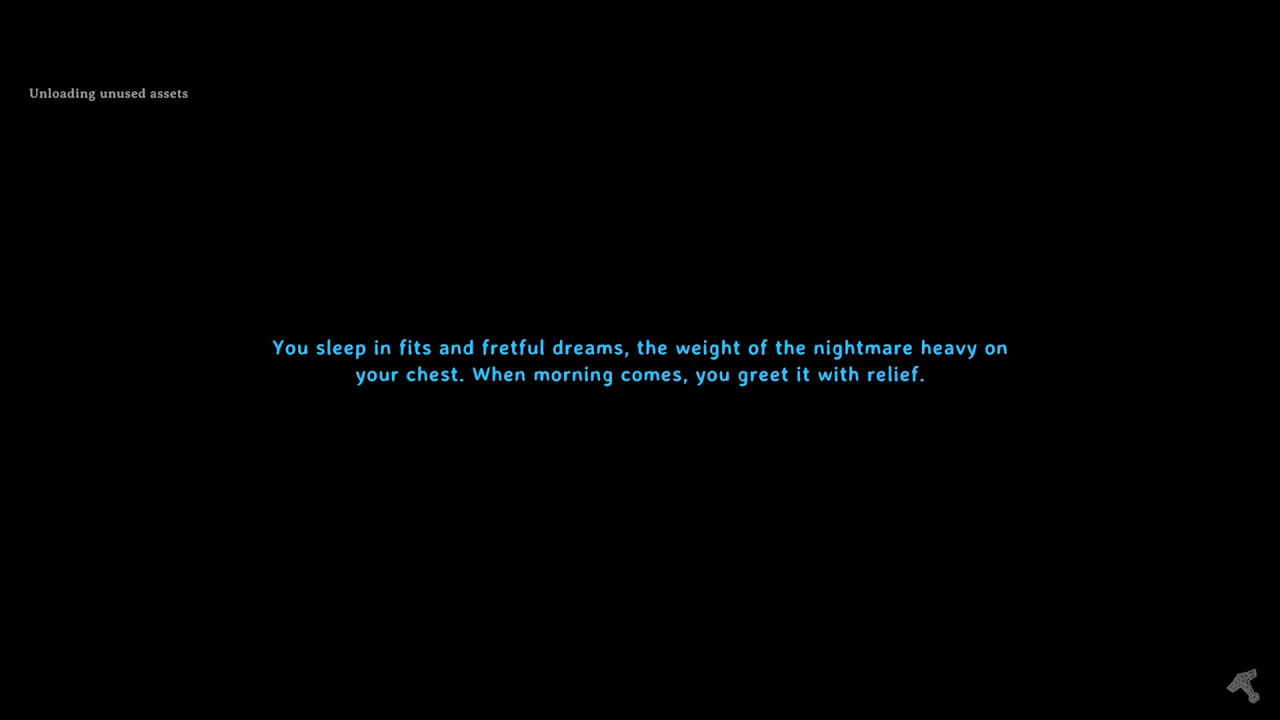 Unloading unused assets
You sleep in fits and fretful dreams, the weight of the nightmare heavy on
your chest. When morning comes, you greet it with relief.